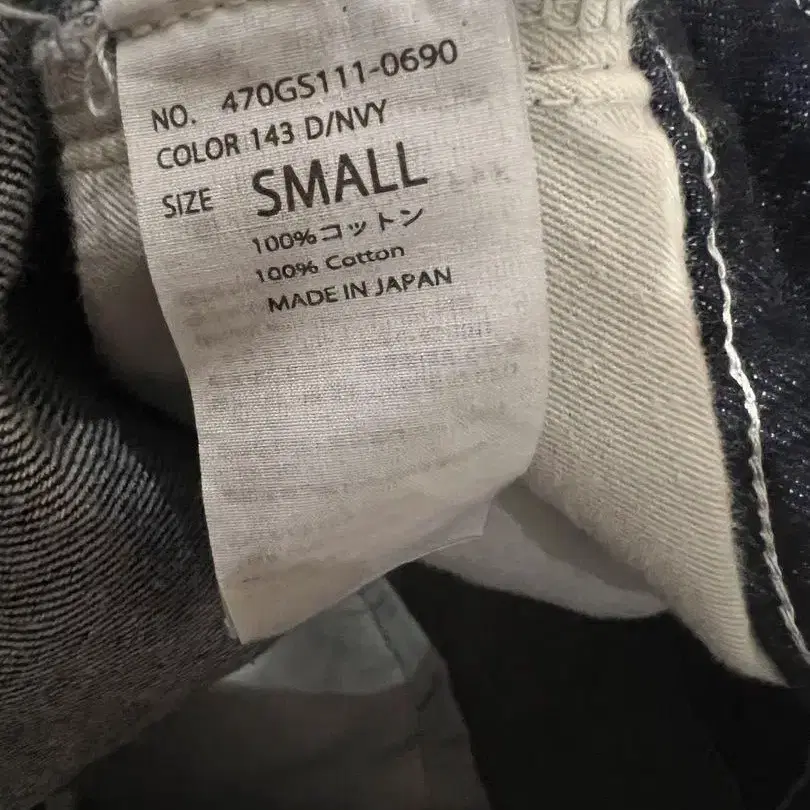 NO. 470GS111-0690
COLOR 143 D/NVY
SIZE SMALL
100%コットン
100% Cotton
MADE IN JAPAN